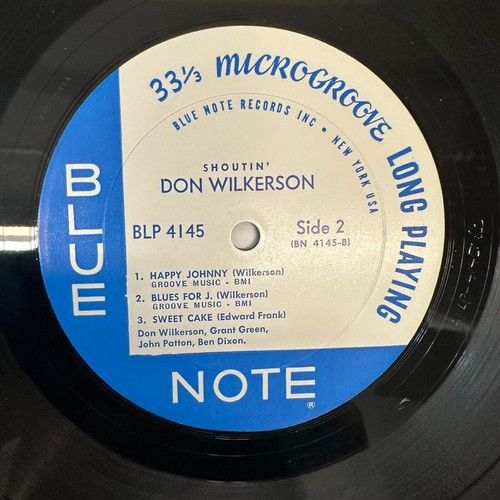 33⅓ MICROGROOVE LONG PLAYING
BLUE NOTE RECORDS INC • NEW YORK USA
SHOUTIN'
DON WILKERSON
BLP 4145
Side 2
(BN 4145-B)
1. HAPPY JOHNNY (Wilkerson)
GROOVE MUSIC - BMI
2. BLUES FOR J. (Wilkerson)
GROOVE MUSIC - BMI
3. SWEET CAKE (Edward Frank)
Don Wilkerson, Grant Green,
John Patton, Ben Dixon.
BLUE
NOTE
®